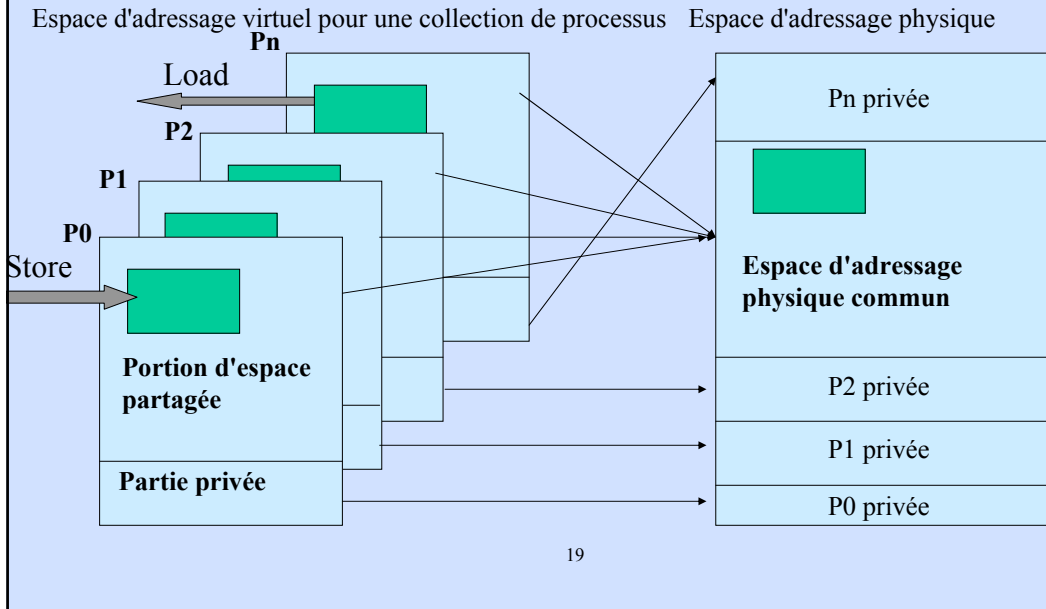 Espace d'adressage virtuel pour une collection de processus
Espace d'adressage physique
Pn
Load
P2
P1
P0
Store
Portion d'espace
partagée
Partie privée
Pn privée
Espace d'adressage
physique commun
P2 privée
P1 privée
P0 privée
19